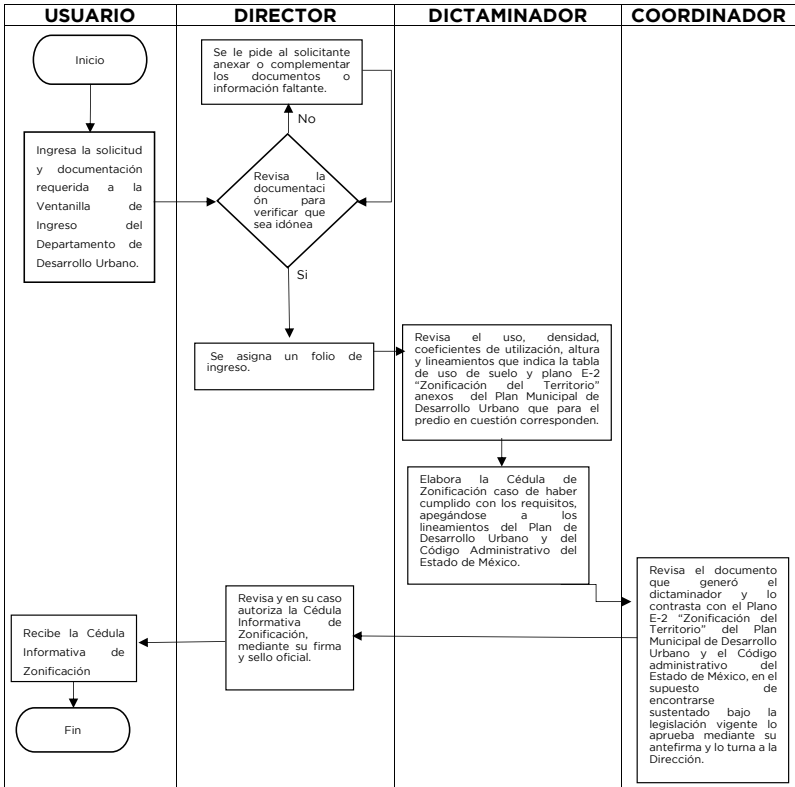 USUARIO
DIRECTOR
DICTAMINADOR
COORDINADOR
Inicio
Ingresa la solicitud
y documentación
requerida a la
Ventanilla de
Ingreso del
Departamento de
Desarrollo Urbano.
Se le pide al solicitante
anexar o complementar
los documentos o
información faltante.
No
Revisa la
documentaci
ón para
verificar que
sea idónea
Si
Se asigna un folio de
ingreso.
Revisa el uso, densidad,
coeficientes de utilización, altura
y lineamientos que indica la tabla
de uso de suelo y plano E-2
“Zonificación del Territorio”
anexos del Plan Municipal de
Desarrollo Urbano que para el
predio en cuestión corresponden.
Elabora la Cédula de
Zonificación caso de haber
cumplido con los requisitos,
apegándose a los
lineamientos del Plan de
Desarrollo Urbano y del
Código Administrativo del
Estado de México.
Revisa el documento
que generó el
dictaminador y lo
contrasta con el Plano
E-2 “Zonificación del
Territorio” del Plan
Municipal de Desarrollo
Urbano y el Código
administrativo del
Estado de México, en el
supuesto de
encontrarse
sustentado bajo la
legislación vigente lo
aprueba mediante su
antefirma y lo turna a la
Dirección.
Revisa y en su caso
autoriza la Cédula
Informativa de
Zonificación,
mediante su firma
y sello oficial.
Recibe la Cédula
Informativa de
Zonificación
Fin